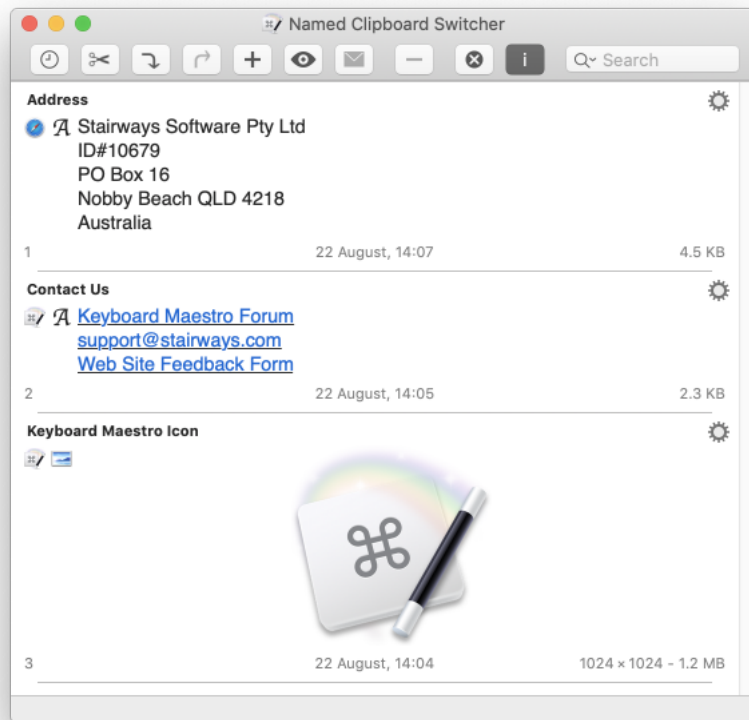 Named Clipboard Switcher
i Search
Address
Stairways Software Pty Ltd
ID#10679
PO Box 16
Nobby Beach QLD 4218
Australia
1 22 August, 14:07 4.5 KB
Contact Us
Keyboard Maestro Forum
support@stairways.com
Web Site Feedback Form
2 22 August, 14:05 2.3 KB
Keyboard Maestro Icon
⌘
3 22 August, 14:04 1024 × 1024 - 1.2 MB